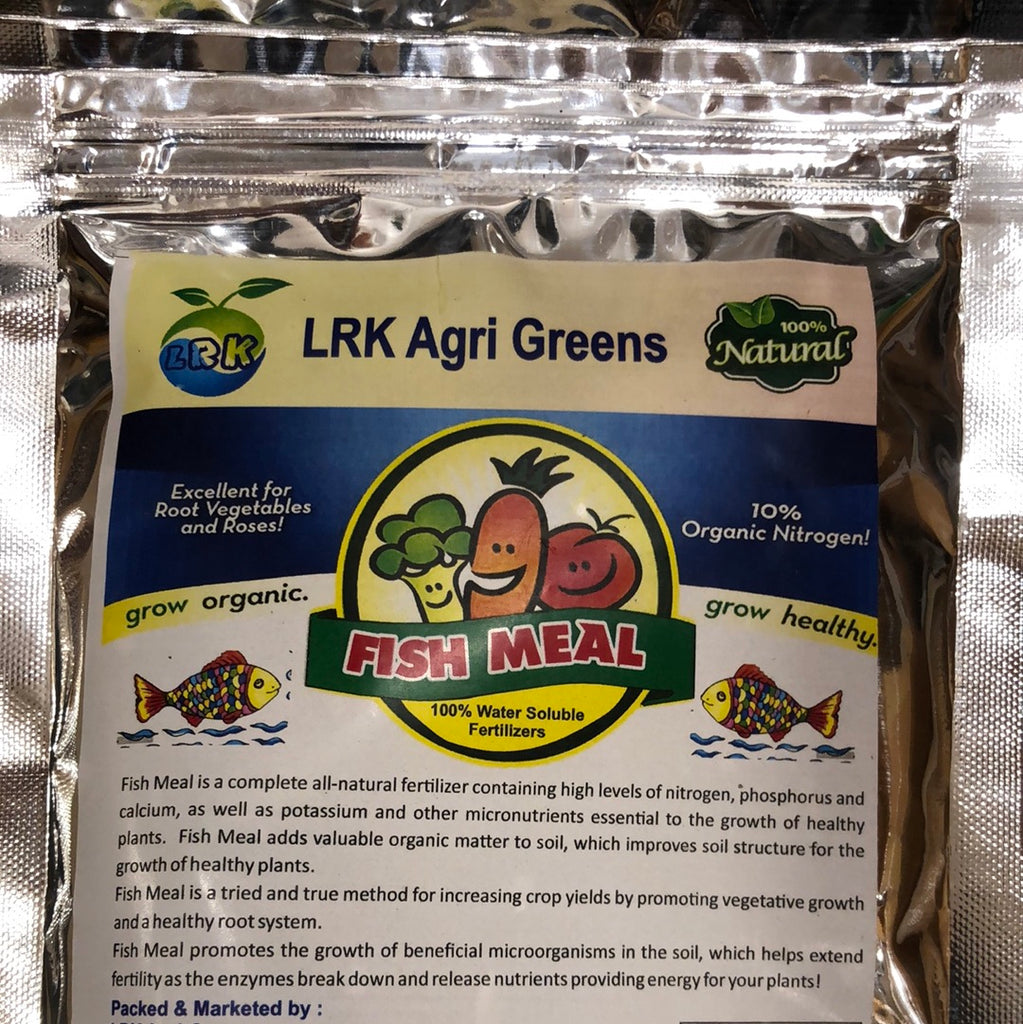 LRK
LRK Agri Greens
100%
Natural
Excellent for
Root Vegetables
and Roses!
10%
Organic Nitrogen!
grow organic.
grow healthy.
FISH MEAL
100% Water Soluble
Fertilizers
Fish Meal is a complete all-natural fertilizer containing high levels of nitrogen, phosphorus and
calcium, as well as potassium and other micronutrients essential to the growth of healthy
plants. Fish Meal adds valuable organic matter to soil, which improves soil structure for the
growth of healthy plants.
Fish Meal is a tried and true method for increasing crop yields by promoting vegetative growth
and a healthy root system.
Fish Meal promotes the growth of beneficial microorganisms in the soil, which helps extend
fertility as the enzymes break down and release nutrients providing energy for your plants!
Packed & Marketed by :